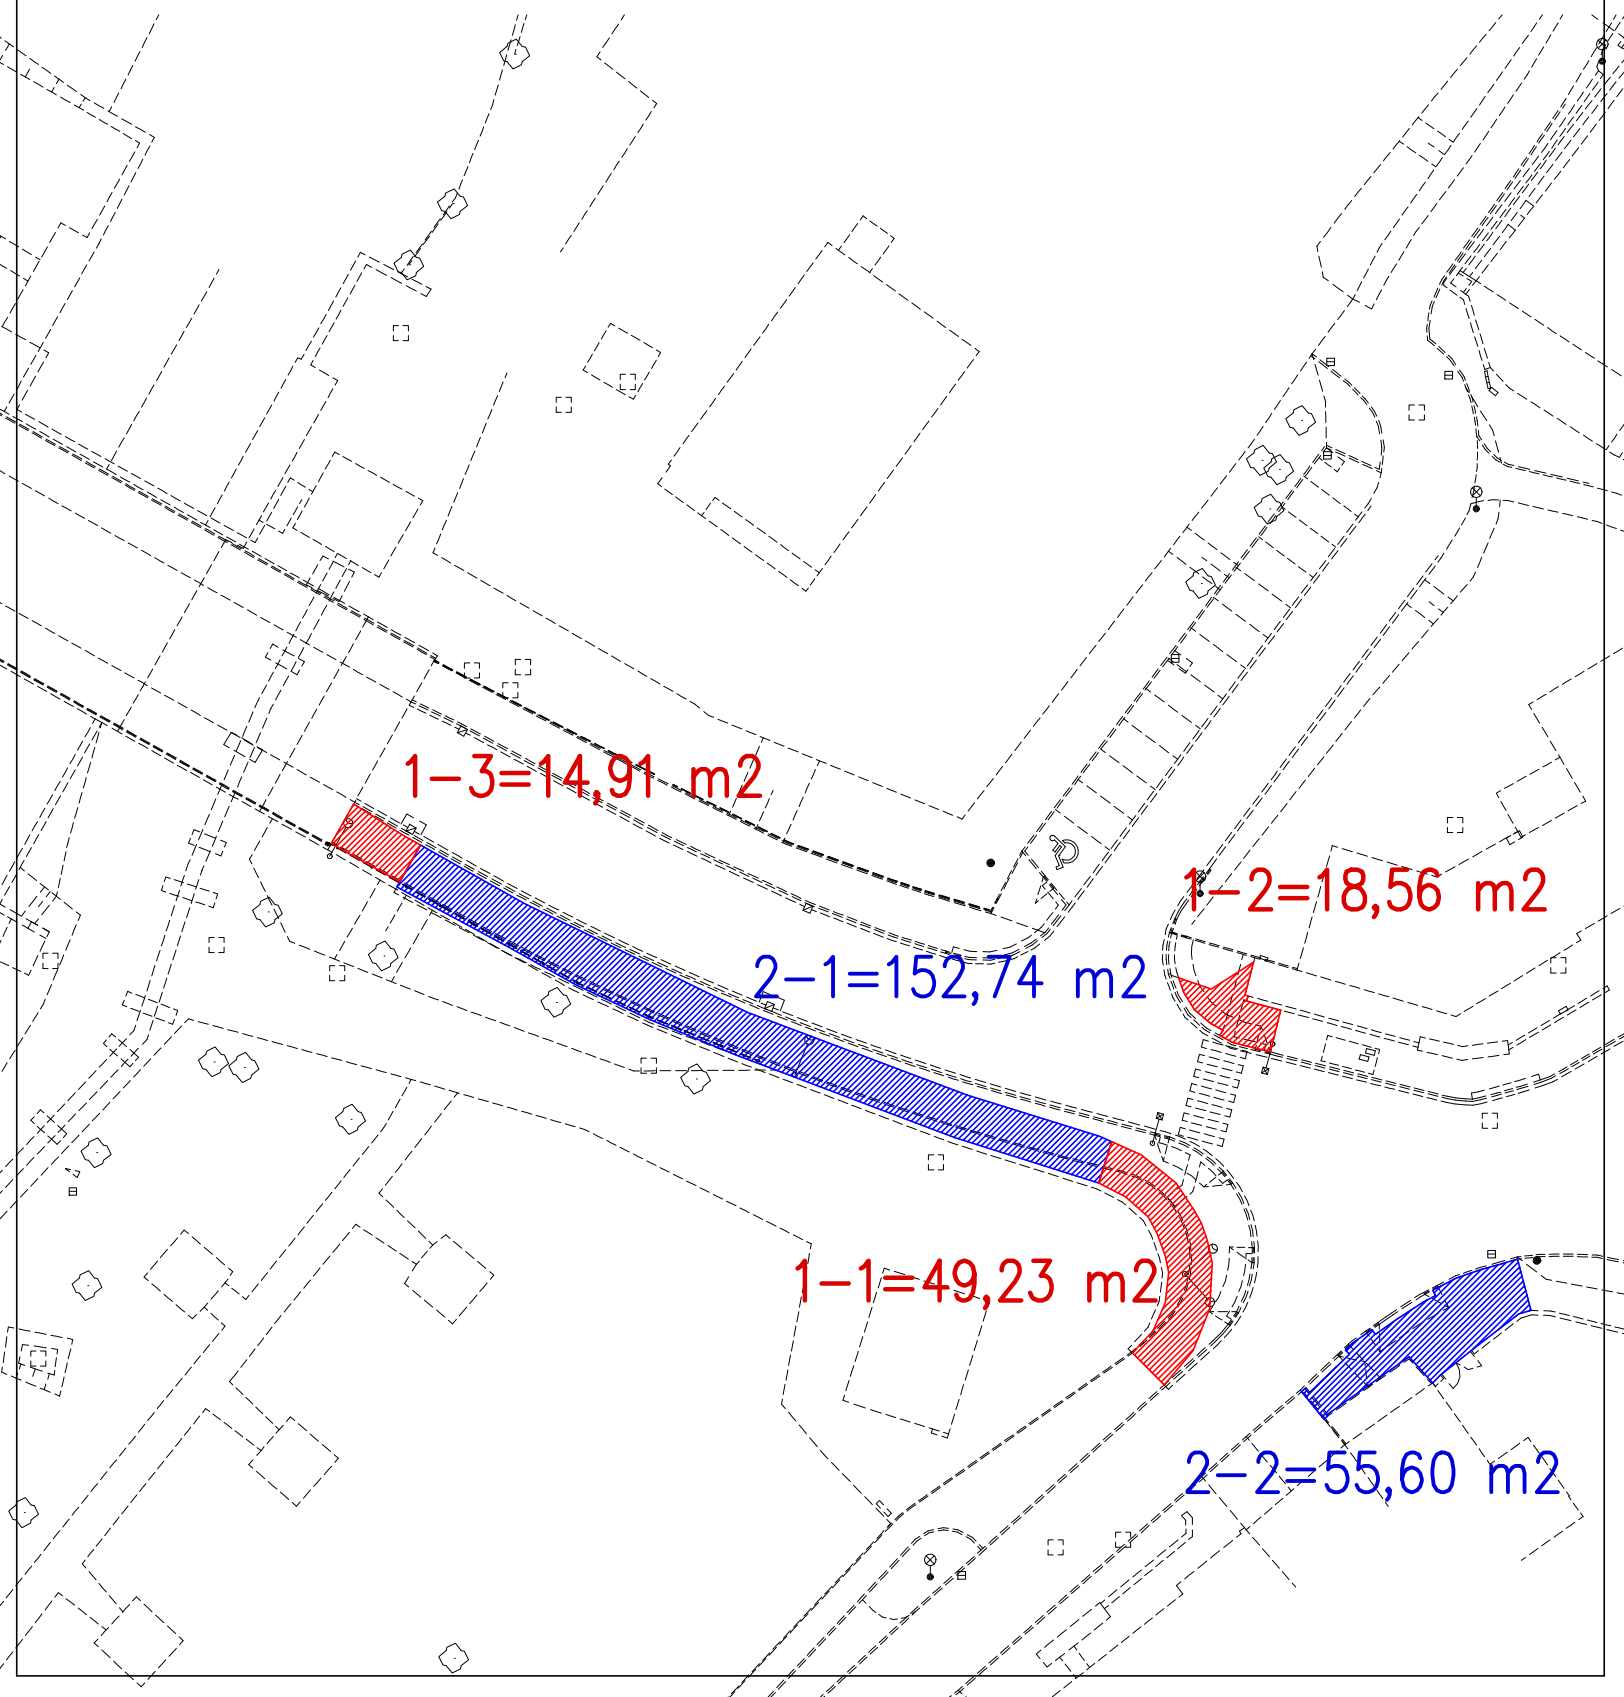 1-3=14,91 m2
1-2=18,56 m2
2-1=152,74 m2
1-1=49,23 m2
2-2=55,60 m2